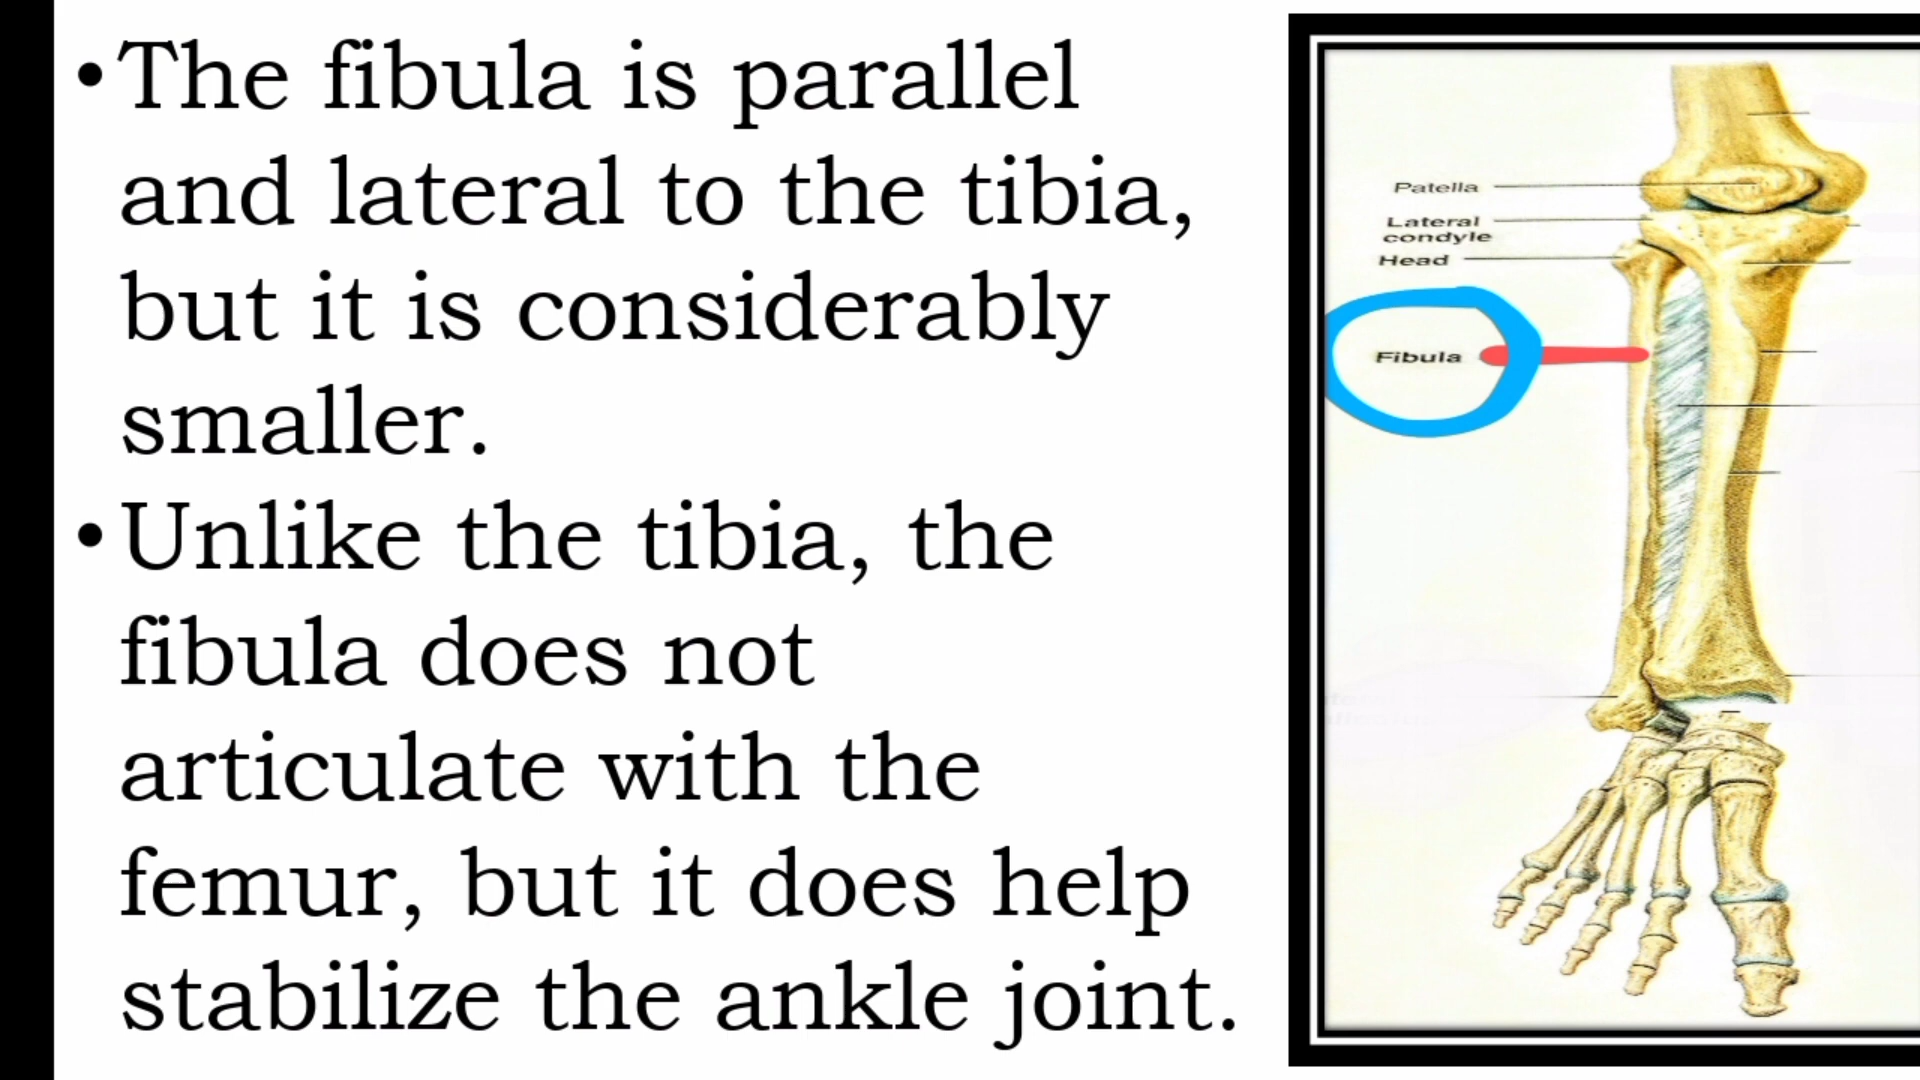 •The fibula is parallel
and lateral to the tibia,
but it is considerably
smaller.
•Unlike the tibia, the
fibula does not
articulate with the
femur, but it does help
stabilize the ankle joint.
Patella
Lateral
condyle
Head
Fibula